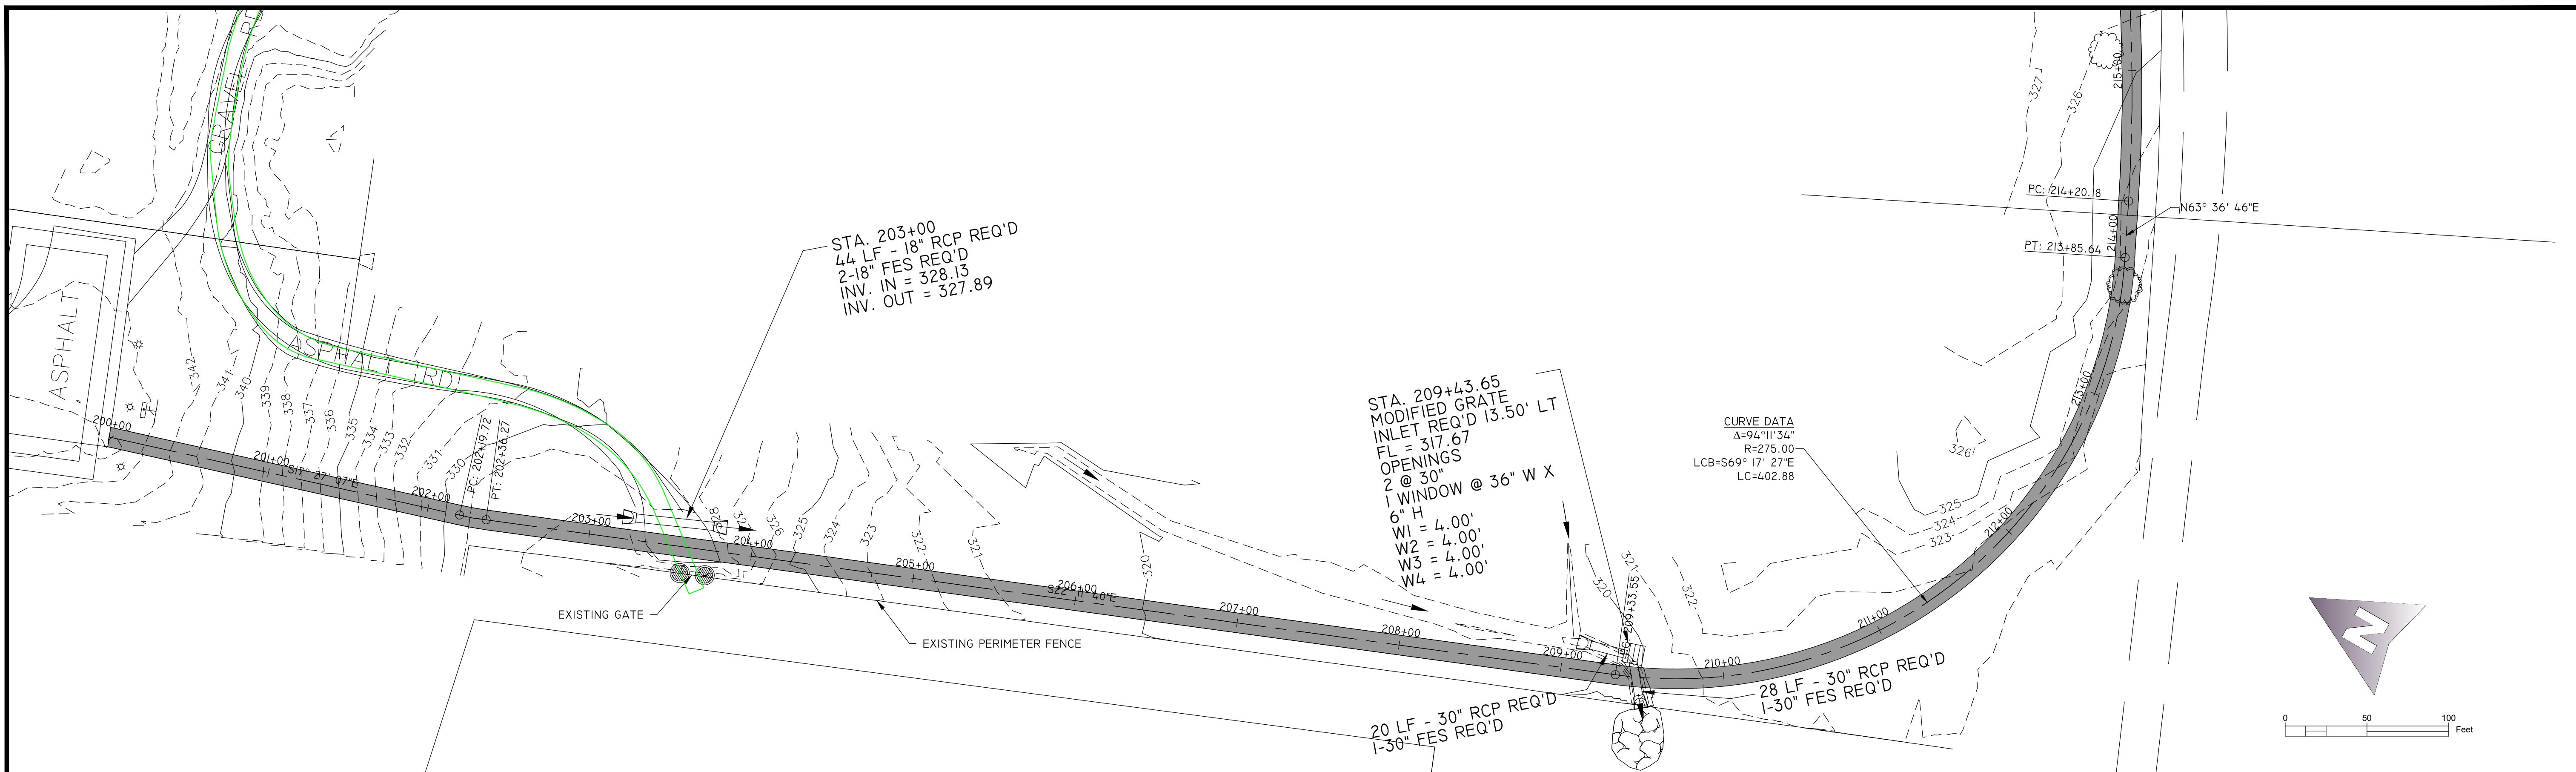 GRAVEL
ASPHALT
ASPHALT RD
342
341
340
339
338
337
336
335
334
333
332
331
330
200+00
201+00
S17° 27' 07"E
202+00
PC: 202+19.72
PT: 202+36.27
203+00
204+00
205+00
206+00
S22° 11' 40"E
207+00
208+00
209+00
210+00
211+00
212+00
213+00
214+00
215+00
STA. 203+00
44 LF - 18" RCP REQ'D
2-18" FES REQ'D
INV. IN = 328.13
INV. OUT = 327.89
328
326
325
324
323
322
321
320
EXISTING GATE
EXISTING PERIMETER FENCE
STA. 209+43.65
MODIFIED GRATE
INLET REQ'D 13.50' LT
FL = 317.67
OPENINGS
2 @ 30"
1 WINDOW @ 36" W X
6" H
W1 = 4.00'
W2 = 4.00'
W3 = 4.00'
W4 = 4.00'
320
321
322
PC: 209+33.55
20 LF - 30" RCP REQ'D
1-30" FES REQ'D
28 LF - 30" RCP REQ'D
1-30" FES REQ'D
CURVE DATA
Δ=94°11'34"
R=275.00
LCB=S69° 17' 27"E
LC=402.88
326
325
324
323
327
326
PC: 214+20.18
PT: 213+85.64
N63° 36' 46"E
N
0 50 100
Feet